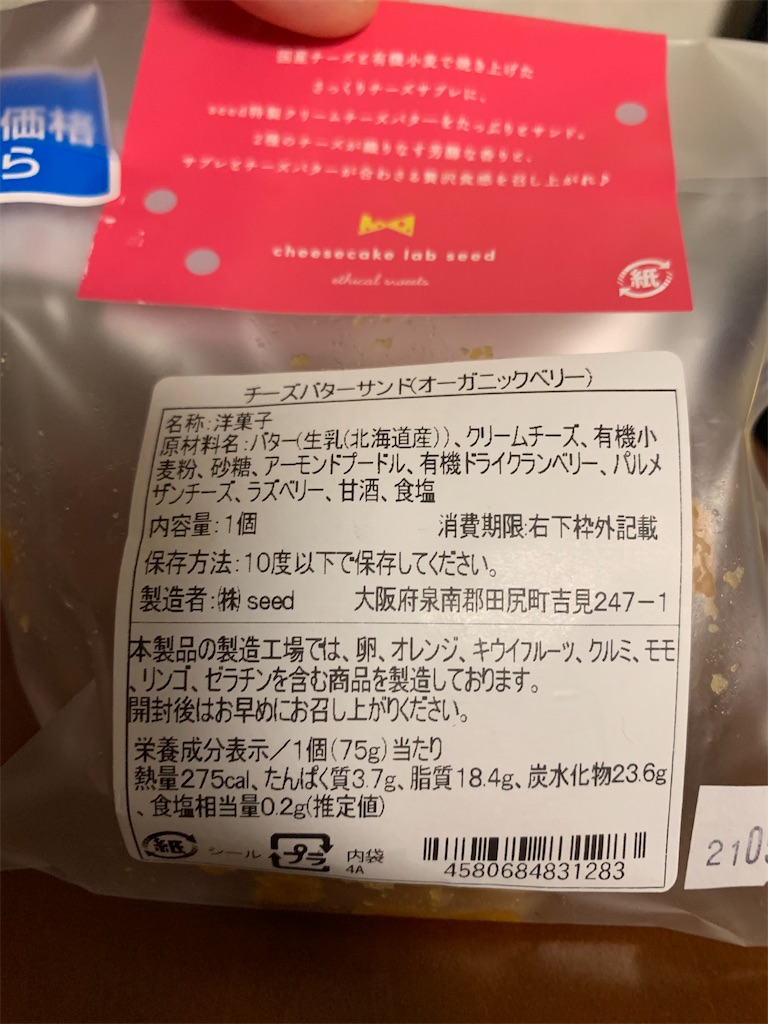 国産チーズと有機小麦で焼き上げた
さっくりチーズサブレに、
seed特製クリームチーズバターをたっぷりとサンド。
2種のチーズが織りなす芳醇な香りと、
サブレとチーズバターが合わさる贅沢食感を召し上がれ♪
価格
ら
cheesecake lab seed
ethical sweets
紙
チーズバターサンド(オーガニックベリー)
名称:洋菓子
原材料名:バター(生乳(北海道産))、クリームチーズ、有機小
麦粉、砂糖、アーモンドプードル、有機ドライクランベリー、パルメ
ザンチーズ、ラズベリー、甘酒、食塩
内容量:1個 消費期限:右下枠外記載
保存方法:10度以下で保存してください。
製造者:㈱ seed 大阪府泉南郡田尻町吉見247-1
本製品の製造工場では、卵、オレンジ、キウイフルーツ、クルミ、モモ
、リンゴ、ゼラチンを含む商品を製造しております。
開封後はお早めにお召し上がりください。
栄養成分表示/1個(75g)当たり
熱量275cal、たんぱく質3.7g、脂質18.4g、炭水化物23.6g
、食塩相当量0.2g(推定値)
紙 シール プラ 内袋
4A
4580684831283
210